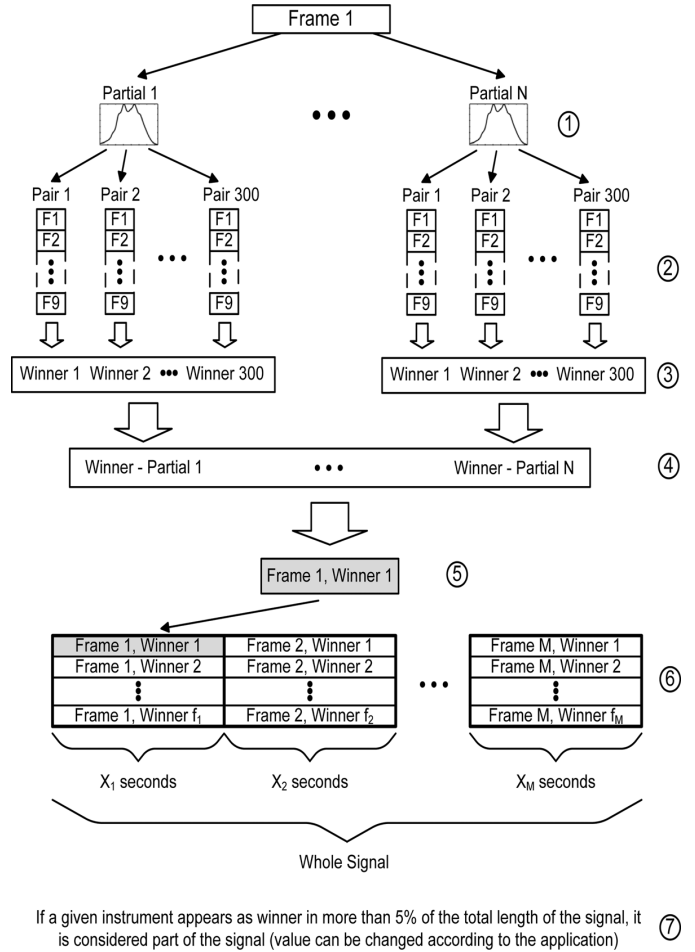 Frame 1
Partial 1
Partial N
①
Pair 1 Pair 2 Pair 300
Pair 1 Pair 2 Pair 300
F1 F1 F1
F1 F1 F1
F2 F2 F2
F2 F2 F2
②
F9 F9 F9
F9 F9 F9
Winner 1 Winner 2 ••• Winner 300
Winner 1 Winner 2 ••• Winner 300
③
Winner - Partial 1 ••• Winner - Partial N
④
Frame 1, Winner 1
⑤
Frame 1, Winner 1 Frame 2, Winner 1 Frame M, Winner 1
Frame 1, Winner 2 Frame 2, Winner 2 Frame M, Winner 2
⑥
Frame 1, Winner f₁ Frame 2, Winner f₂ Frame M, Winner f_M
X₁ seconds X₂ seconds X_M seconds
Whole Signal
If a given instrument appears as winner in more than 5% of the total length of the signal, it
is considered part of the signal (value can be changed according to the application)
⑦